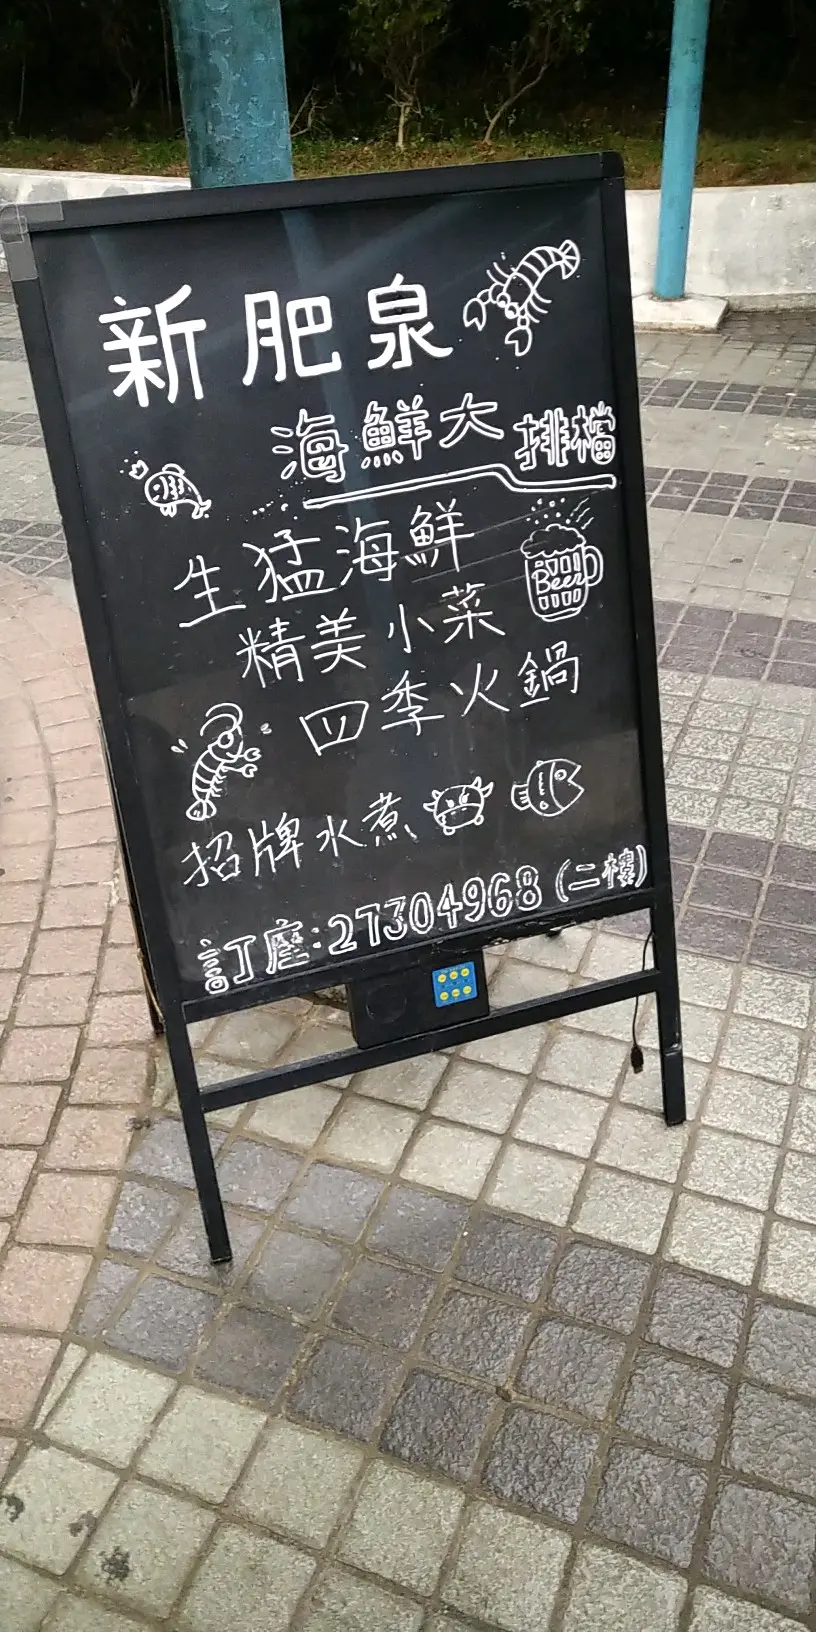 新肥泉
海鮮大排檔
生猛海鮮
Beer
精美小菜
四季火鍋
招牌水煮
訂座:27304968(二樓)